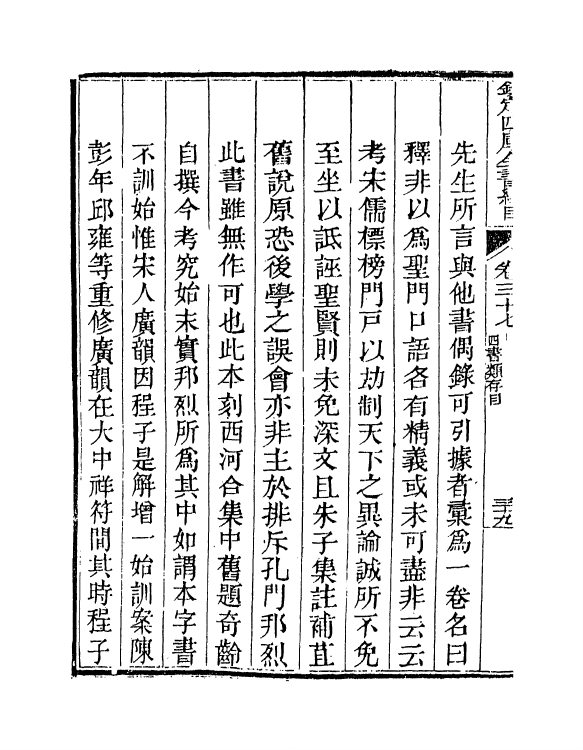 欽定四庫全書總目 卷三十七 四書類存目 三十九
先生所言與他書偶錄可引據者彙爲一卷名曰
釋非以爲聖門口語各有精義或未可盡非云云
考宋儒標榜門戶以劫制天下之異論誠所不免
至坐以詆誣聖賢則未免深文且朱子集註補苴
舊說原恐後學之誤會亦非主於排斥孔門邦烈
此書雖無作可也此本刻西河合集中舊題奇齡
自撰今考究始末實邦烈所爲其中如謂本字書
不訓始惟宋人廣韻因程子是解增一始訓案陳
彭年邱雍等重修廣韻在大中祥符間其時程子